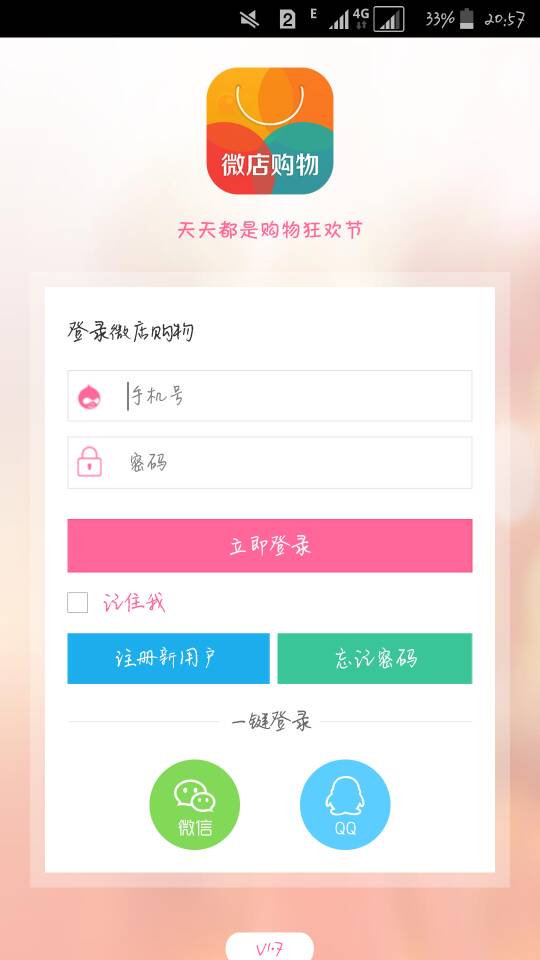 2 E 4G 33% 20:57
微店购物
天天都是购物狂欢节
登录微店购物
手机号
密码
立即登录
记住我
注册新用户 忘记密码
一键登录
微信 QQ
V1.7